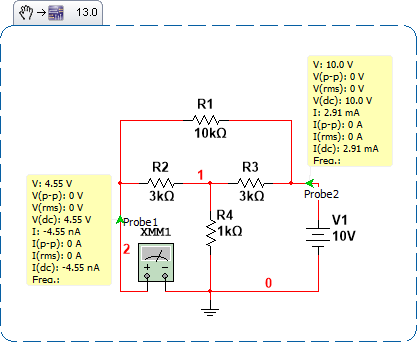 13.0
V: 10.0 V
V(p-p): 0 V
V(rms): 0 V
V(dc): 10.0 V
I: 2.91 mA
I(p-p): 0 A
I(rms): 0 A
I(dc): 2.91 mA
Freq.:
R1
10kΩ
R2
3kΩ
1
R3
3kΩ
Probe2
V: 4.55 V
V(p-p): 0 V
V(rms): 0 V
V(dc): 4.55 V
I: -4.55 nA
I(p-p): 0 A
I(rms): 0 A
I(dc): -4.55 nA
Freq.:
Probe1
XMM1
2
R4
1kΩ
V1
10V
0